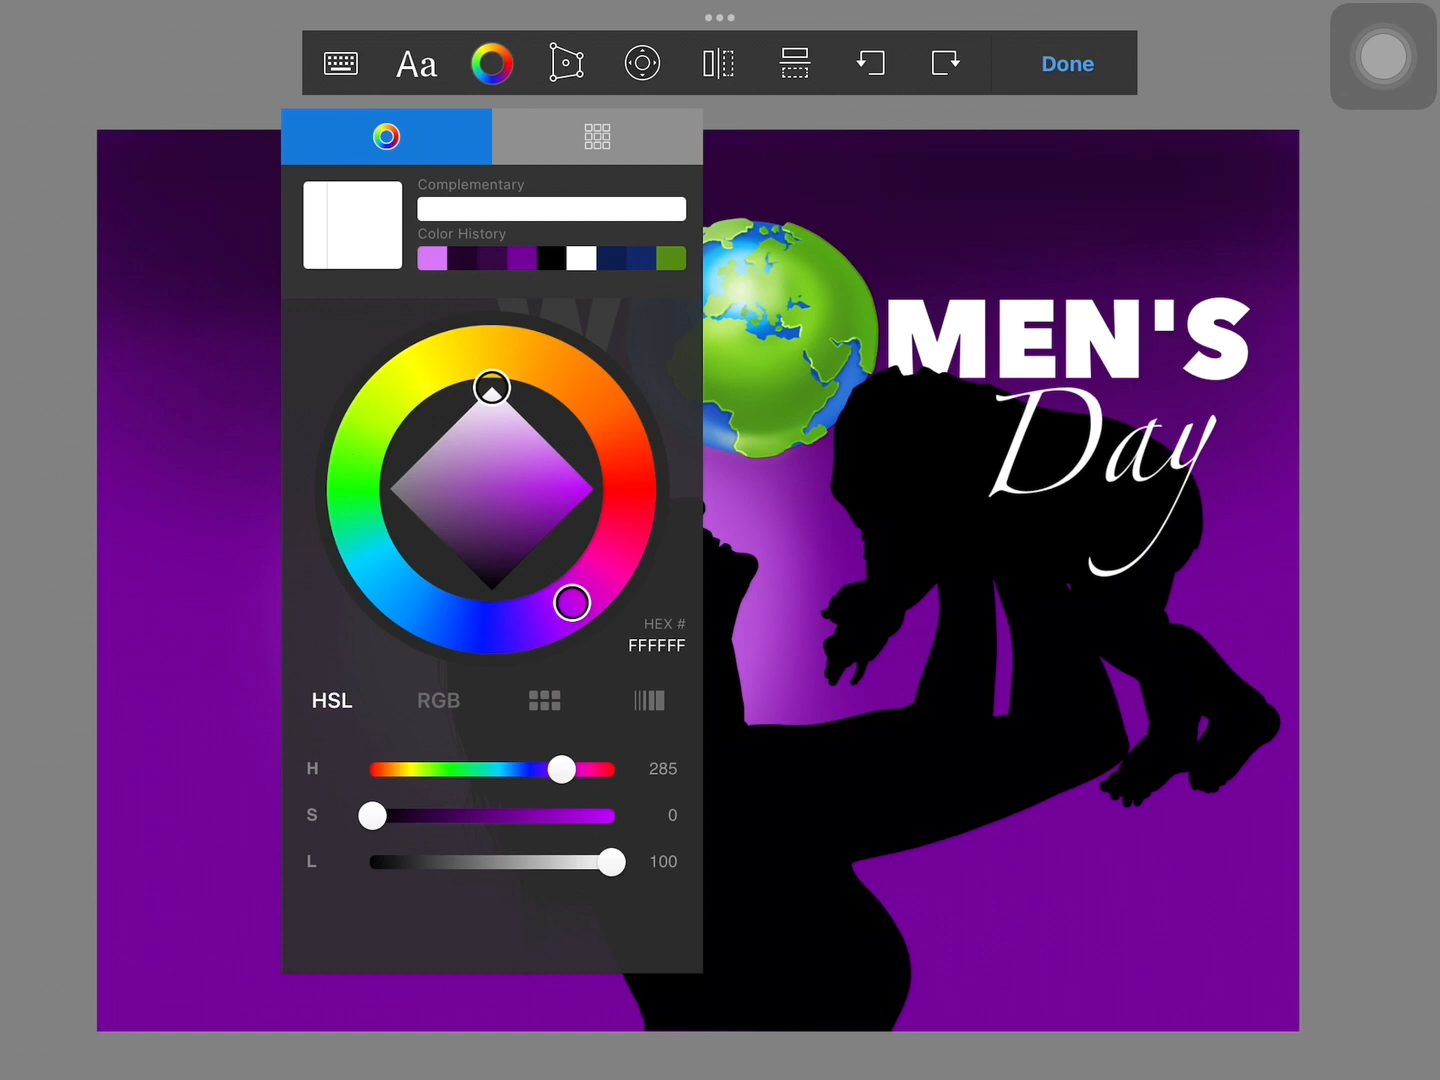 Aa
Done
Complementary
Color History
W
MEN'S
Day
HEX #
FFFFFF
HSL RGB
H 285
S 0
L 100